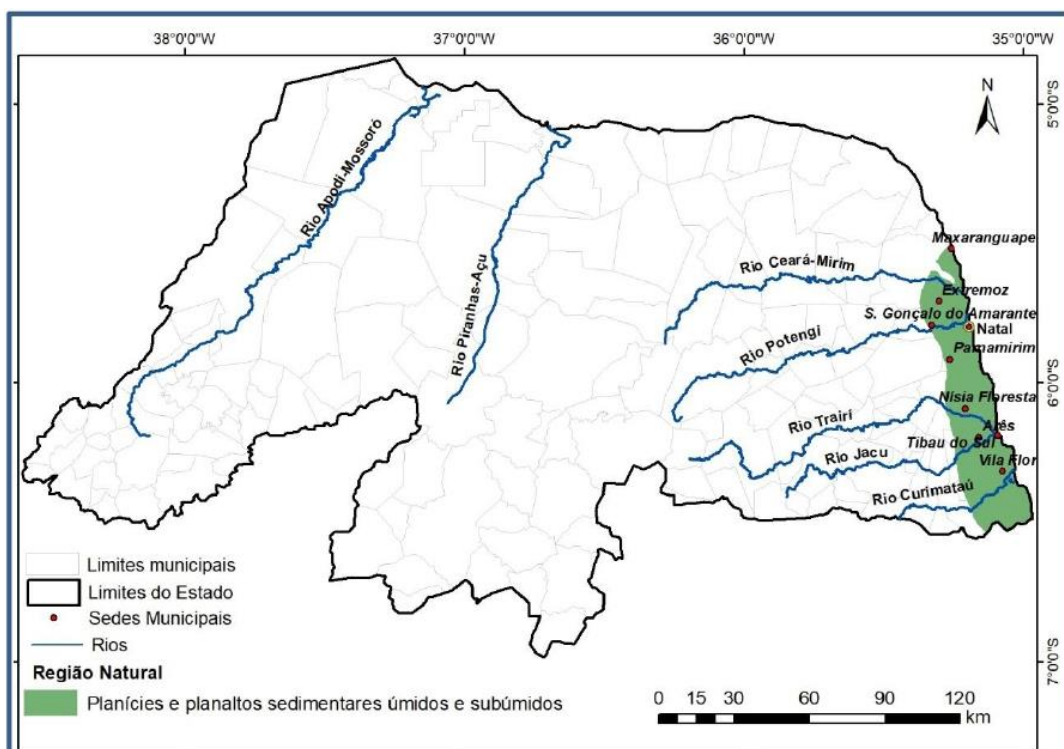 38°0'0"W
37°0'0"W
36°0'0"W
35°0'0"W
N
5°0'0"S
6°0'0"S
7°0'0"S
Rio Apodi-Mossoró
Rio Piranhas-Açu
Maxaranguape
Rio Ceará-Mirim
Extremoz
S. Gonçalo do Amarante
Natal
Rio Potengi
Parnamirim
Nísia Floresta
Rio Trairi
Arês
Tibau do Sul
Rio Jacu
Vila Flor
Rio Curimataú
Limites municipais
Limites do Estado
Sedes Municipais
Rios
Região Natural
Planícies e planaltos sedimentares úmidos e subúmidos
0 15 30 60 90 120
km